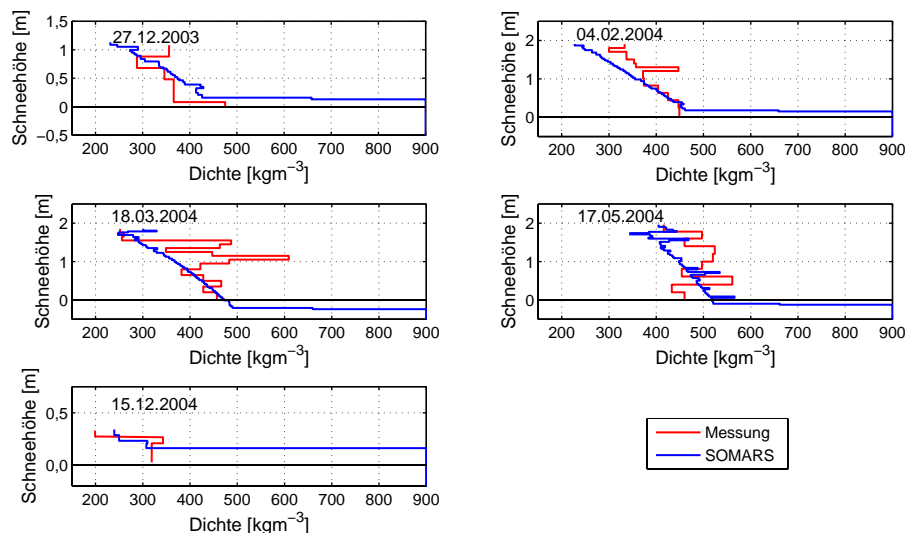 27.12.2003
Schneehöhe [m]
1,5
1
0,5
0
−0,5
200 300 400 500 600 700 800 900
Dichte [kgm⁻³]
04.02.2004
Schneehöhe [m]
2
1
0
200 300 400 500 600 700 800 900
Dichte [kgm⁻³]
18.03.2004
Schneehöhe [m]
2
1
0
200 300 400 500 600 700 800 900
Dichte [kgm⁻³]
17.05.2004
Schneehöhe [m]
2
1
0
200 300 400 500 600 700 800 900
Dichte [kgm⁻³]
15.12.2004
Schneehöhe [m]
0,5
0,0
200 300 400 500 600 700 800 900
Dichte [kgm⁻³]
Messung
SOMARS